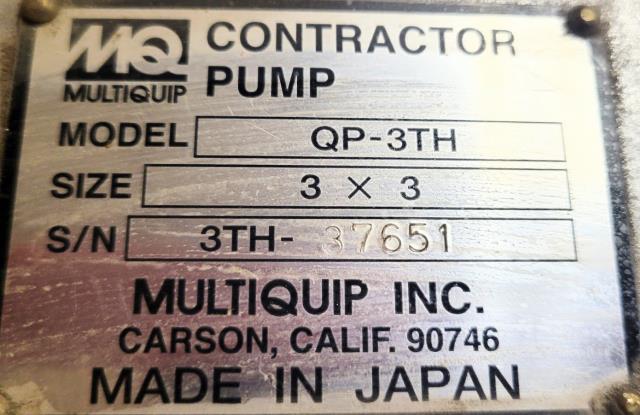 MQ CONTRACTOR
MULTIQUIP PUMP
MODEL QP-3TH
SIZE 3 × 3
S/N 3TH- 37651
MULTIQUIP INC.
CARSON, CALIF. 90746
MADE IN JAPAN